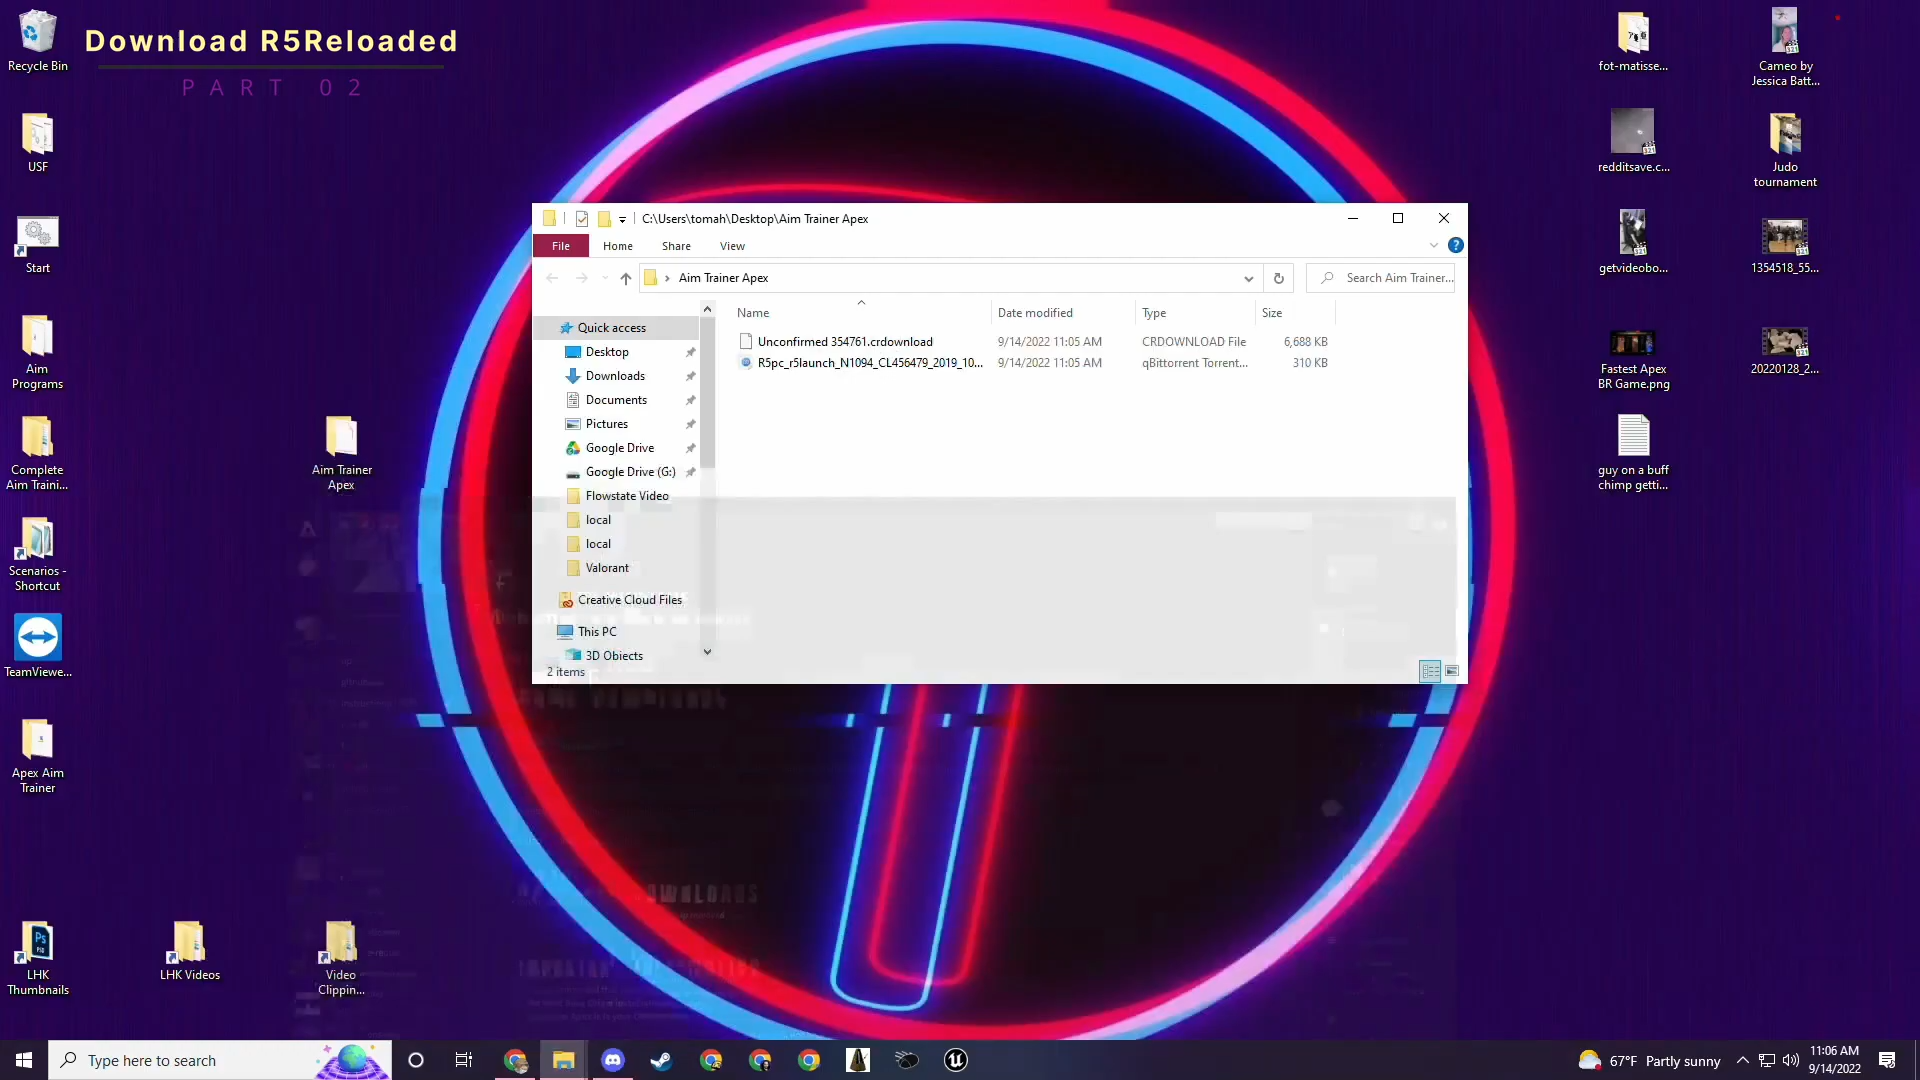 Download R5Reloaded
PART 02
Recycle Bin
USF
Start
Aim
Programs
Complete
Aim Traini...
Scenarios -
Shortcut
TeamViewe...
Apex Aim
Trainer
LHK
Thumbnails
LHK Videos
Video
Clippin...
Aim Trainer
Apex
C:\Users\tomah\Desktop\Aim Trainer Apex
File
Home
Share
View
Aim Trainer Apex
Search Aim Trainer...
Quick access
Desktop
Downloads
Documents
Pictures
Google Drive
Google Drive (G:)
Flowstate Video
local
local
Valorant
Creative Cloud Files
This PC
3D Objects
2 items
Name Date modified Type Size
Unconfirmed 354761.crdownload 9/14/2022 11:05 AM CRDOWNLOAD File 6,688 KB
R5pc_r5launch_N1094_CL456479_2019_10... 9/14/2022 11:05 AM qBittorrent Torrent... 310 KB
fot-matisse...
Cameo by
Jessica Batt...
redditsave.c...
Judo
tournament
getvideobo...
1354518_55...
Fastest Apex
BR Game.png
20220128_2...
guy on a buff
chimp getti...
Type here to search
67°F Partly sunny
11:06 AM
9/14/2022